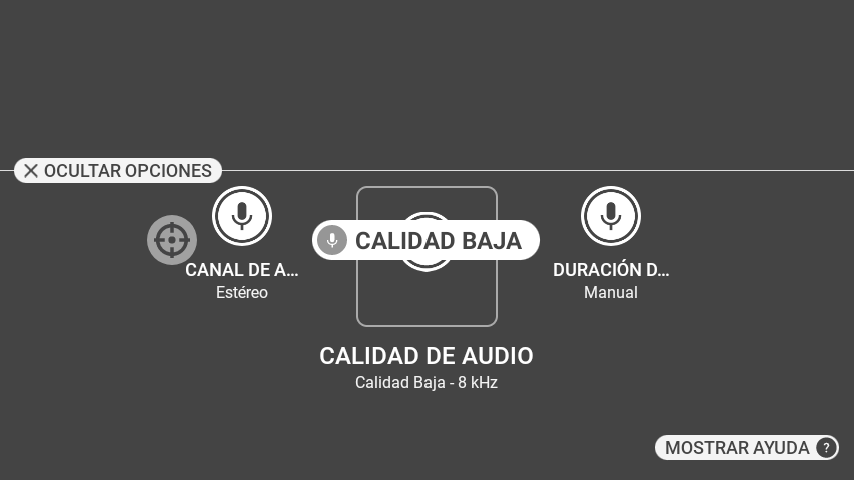 OCULTAR OPCIONES
CALIDAD BAJA
CANAL DE A...
Estéreo
DURACIÓN D...
Manual
CALIDAD DE AUDIO
Calidad Baja - 8 kHz
MOSTRAR AYUDA ?